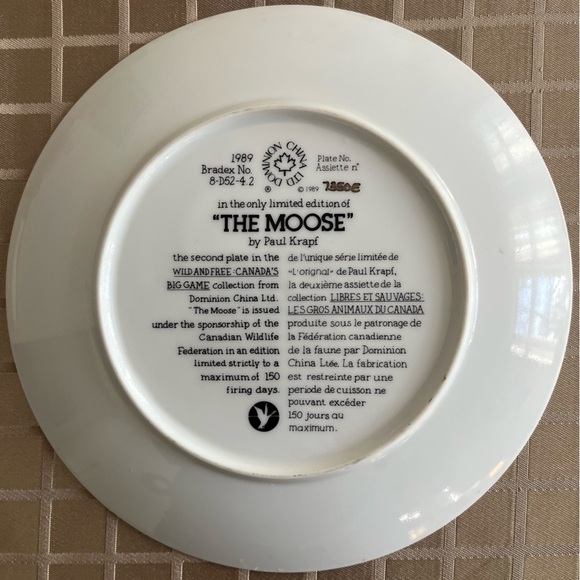 1989
Bradex No.
8-D52-4.2
DOMINION CHINA LTD
®
© 1989
Plate No.
Assiette n°
in the only limited edition of
"THE MOOSE"
by Paul Krapf
the second plate in the
WILD AND FREE: CANADA'S
BIG GAME collection from
Dominion China Ltd.
"The Moose" is issued
under the sponsorship of the
Canadian Wildlife
Federation in an edition
limited strictly to a
maximum of 150
firing days.
de l'unique série limitée de
«L'orignal» de Paul Krapf,
la deuxième assiette de la
collection LIBRES ET SAUVAGES:
LES GROS ANIMAUX DU CANADA
produite sous le patronage de
la Fédération canadienne
de la faune par Dominion
China Ltée. La fabrication
est restreinte par une
periode de cuisson ne
pouvant excéder
150 jours au
maximum.